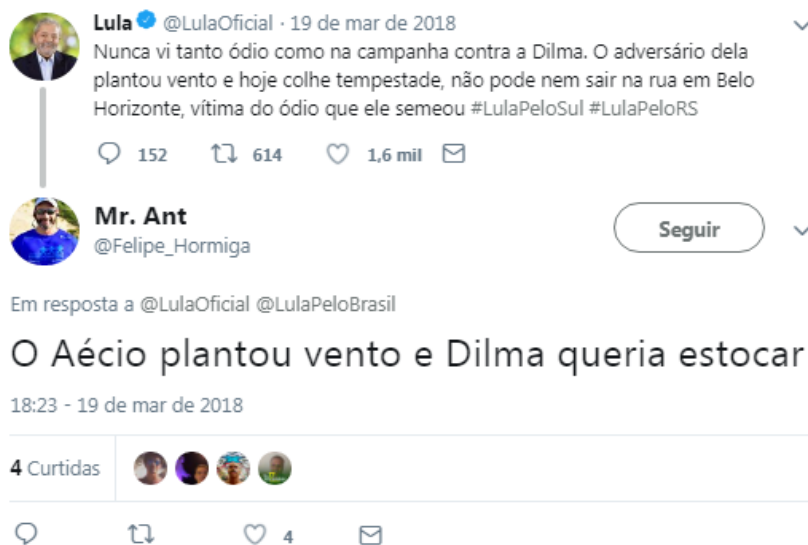 Lula @LulaOficial · 19 de mar de 2018
Nunca vi tanto ódio como na campanha contra a Dilma. O adversário dela
plantou vento e hoje colhe tempestade, não pode nem sair na rua em Belo
Horizonte, vítima do ódio que ele semeou #LulaPeloSul #LulaPeloRS
152 614 1,6 mil
Mr. Ant
@Felipe_Hormiga
Seguir
Em resposta a @LulaOficial @LulaPeloBrasil
O Aécio plantou vento e Dilma queria estocar
18:23 - 19 de mar de 2018
4 Curtidas
4